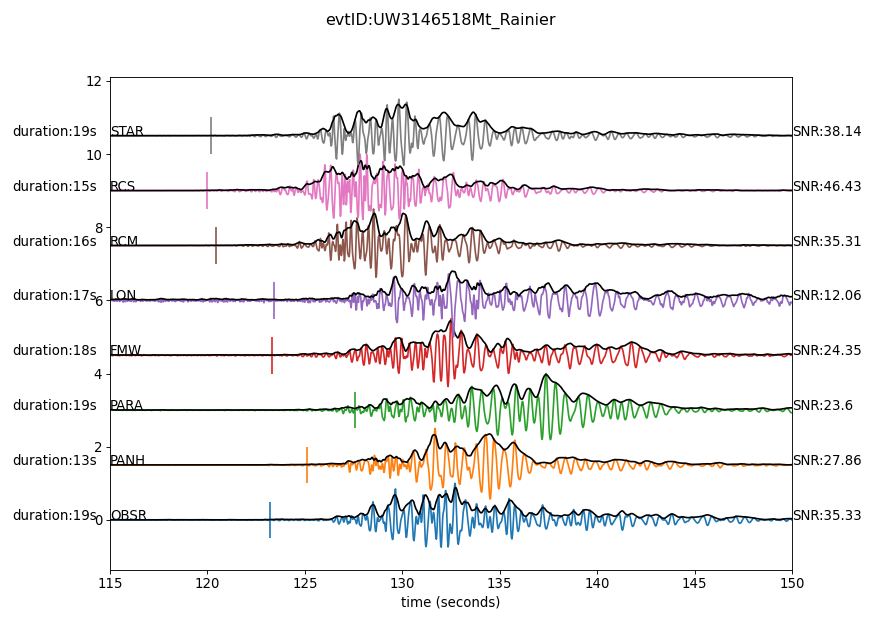 evtID:UW3146518Mt_Rainier
12
duration:19s STAR SNR:38.14
10
duration:15s RCS SNR:46.43
8
duration:16s RCM SNR:35.31
duration:17s 6 LON SNR:12.06
duration:18s FMW SNR:24.35
4
duration:19s PARA SNR:23.6
2
duration:13s PANH SNR:27.86
duration:19s 0 OBSR SNR:35.33
115 120 125 130 135 140 145 150
time (seconds)